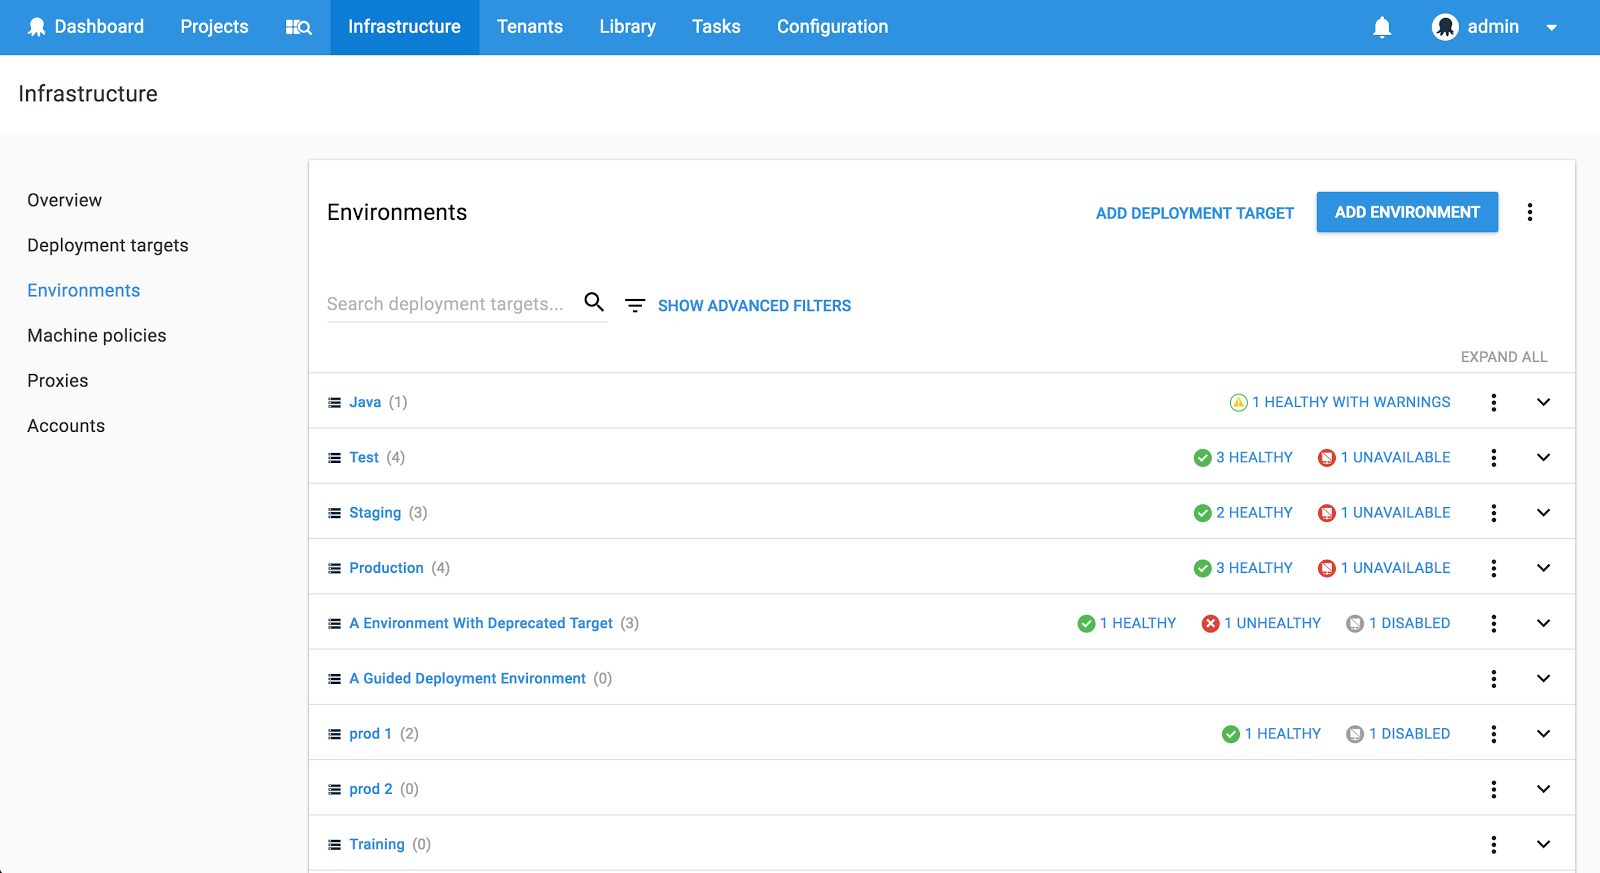 Dashboard Projects Infrastructure Tenants Library Tasks Configuration admin
Infrastructure
Overview
Deployment targets
Environments
Machine policies
Proxies
Accounts
Environments ADD DEPLOYMENT TARGET ADD ENVIRONMENT
Search deployment targets... SHOW ADVANCED FILTERS
EXPAND ALL
Java (1) 1 HEALTHY WITH WARNINGS
Test (4) 3 HEALTHY 1 UNAVAILABLE
Staging (3) 2 HEALTHY 1 UNAVAILABLE
Production (4) 3 HEALTHY 1 UNAVAILABLE
A Environment With Deprecated Target (3) 1 HEALTHY 1 UNHEALTHY 1 DISABLED
A Guided Deployment Environment (0)
prod 1 (2) 1 HEALTHY 1 DISABLED
prod 2 (0)
Training (0)